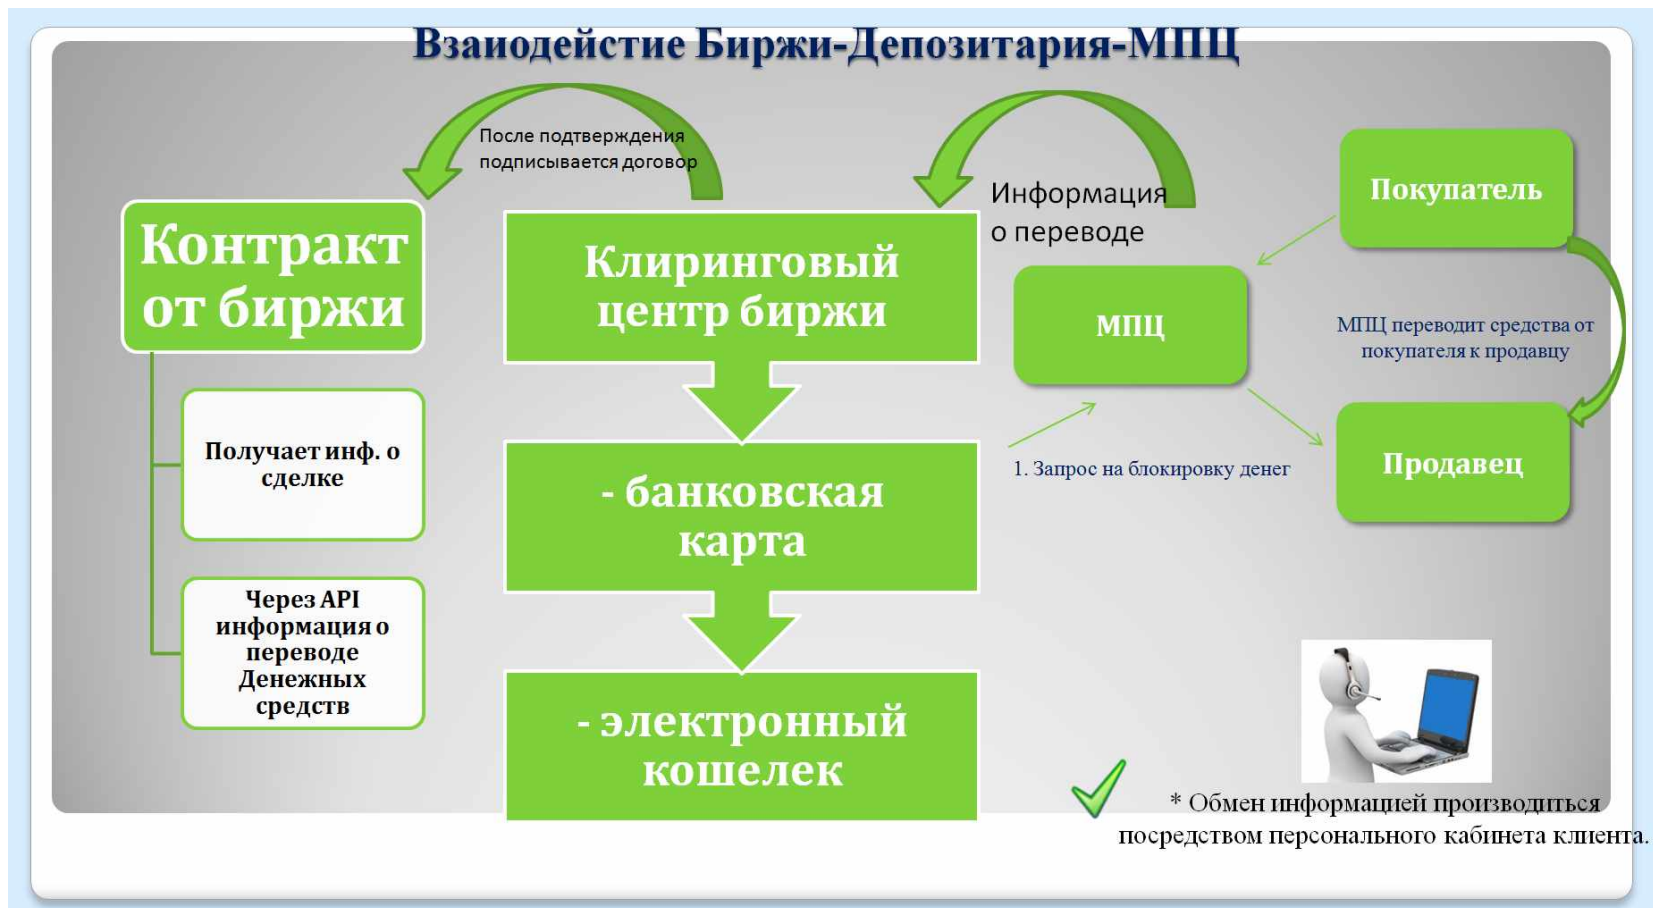 Взаиодейстие Биржи-Депозитария-МПЦ
После подтверждения
подписывается договор
Контракт
от биржи
Получает инф. о
сделке
Через API
информация о
переводе
Денежных
средств
Клиринговый
центр биржи
- банковская
карта
- электронный
кошелек
Информация
о переводе
МПЦ
1. Запрос на блокировку денег
Покупатель
МПЦ переводит средства от
покупателя к продавцу
Продавец
* Обмен информацией производиться
посредством персонального кабинета клиента.